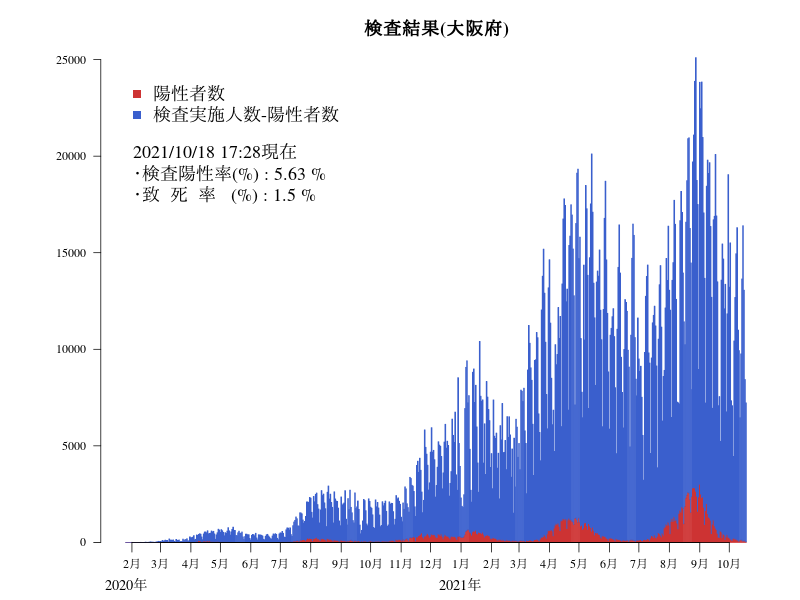 検査結果(大阪府)
25000
20000
15000
10000
5000
0
陽性者数
検査実施人数-陽性者数
2021/10/18 17:28現在
・検査陽性率(%) : 5.63 %
・致 死 率 (%) : 1.5 %
2月 3月 4月 5月 6月 7月 8月 9月 10月 11月 12月 1月 2月 3月 4月 5月 6月 7月 8月 9月 10月
2020年 2021年